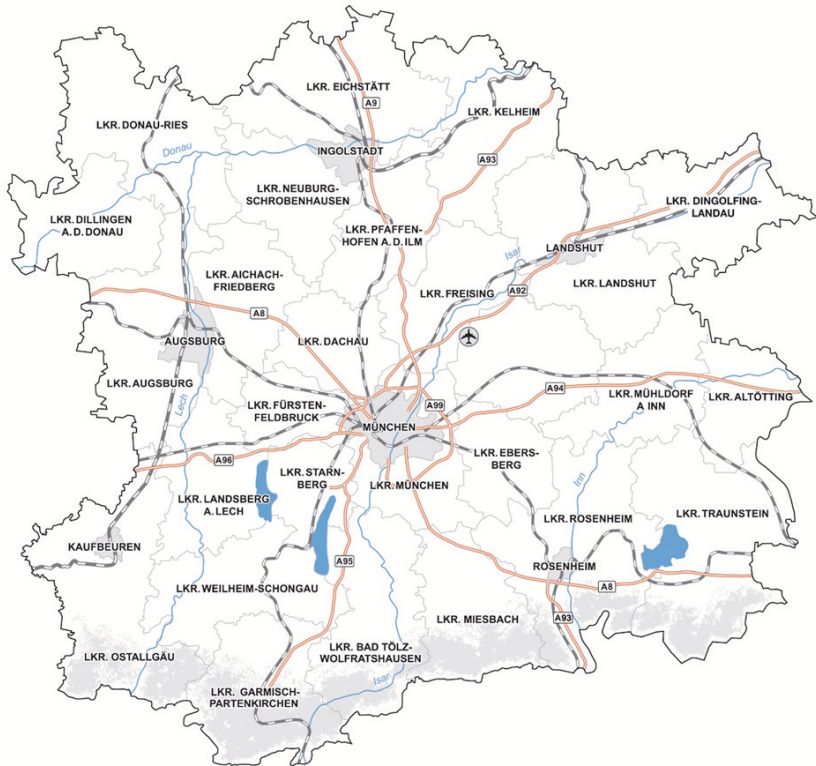 LKR. EICHSTÄTT
A9
LKR. KELHEIM
LKR. DONAU-RIES
Donau
INGOLSTADT
A93
LKR. NEUBURG-
SCHROBENHAUSEN
LKR. DINGOLFING-
LANDAU
LKR. DILLINGEN
A.D. DONAU
LKR. PFAFFEN-
HOFEN A. D. ILM
Isar
LANDSHUT
LKR. AICHACH-
FRIEDBERG
LKR. FREISING
A92
LKR. LANDSHUT
A8
AUGSBURG
LKR. DACHAU
LKR. AUGSBURG
Lech
LKR. FÜRSTEN-
FELDBRUCK
A99
A94
LKR. MÜHLDORF
A INN
LKR. ALTÖTTING
MÜNCHEN
A96
LKR. STARN-
BERG
LKR. EBERS-
BERG
LKR. MÜNCHEN
Inn
LKR. LANDSBERG
A. LECH
LKR. TRAUNSTEIN
LKR. ROSENHEIM
KAUFBEUREN
A95
ROSENHEIM
LKR. WEILHEIM-SCHONGAU
A8
LKR. MIESBACH
A93
LKR. BAD TÖLZ-
WOLFRATSHAUSEN
LKR. OSTALLGÄU
Isar
LKR. GARMISCH-
PARTENKIRCHEN